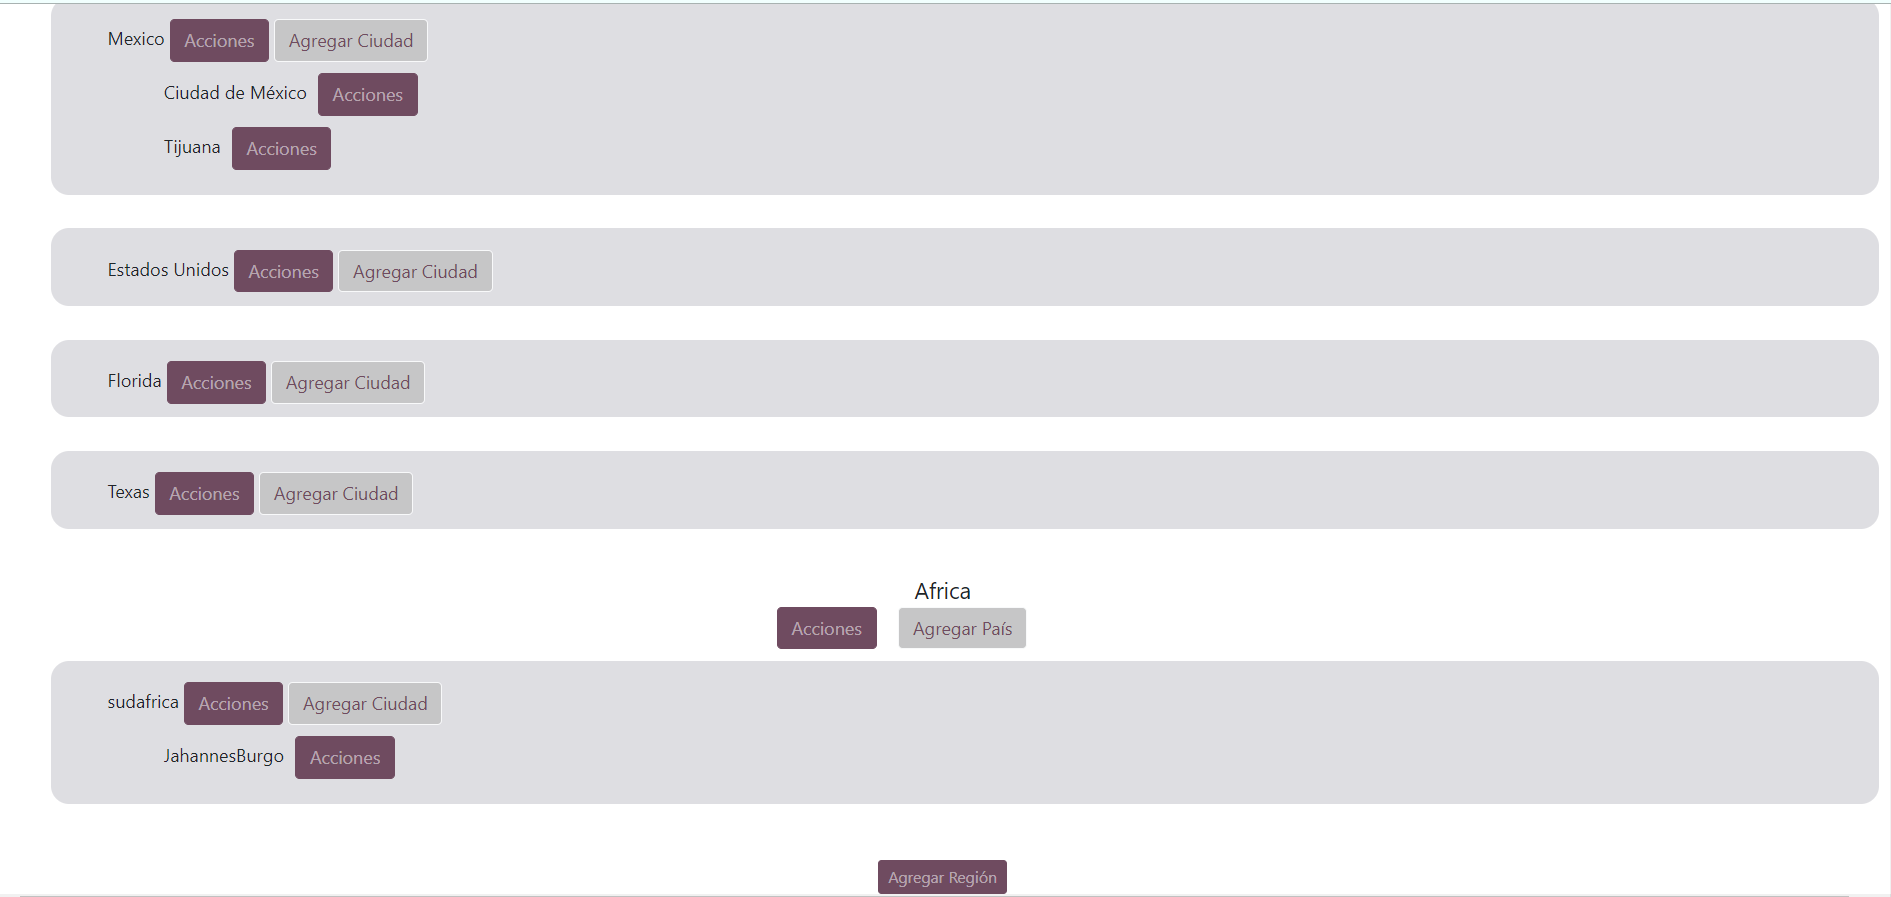 Mexico Acciones Agregar Ciudad
Ciudad de México Acciones
Tijuana Acciones
Estados Unidos Acciones Agregar Ciudad
Florida Acciones Agregar Ciudad
Texas Acciones Agregar Ciudad
Africa
Acciones Agregar País
sudafrica Acciones Agregar Ciudad
JahannesBurgo Acciones
Agregar Región